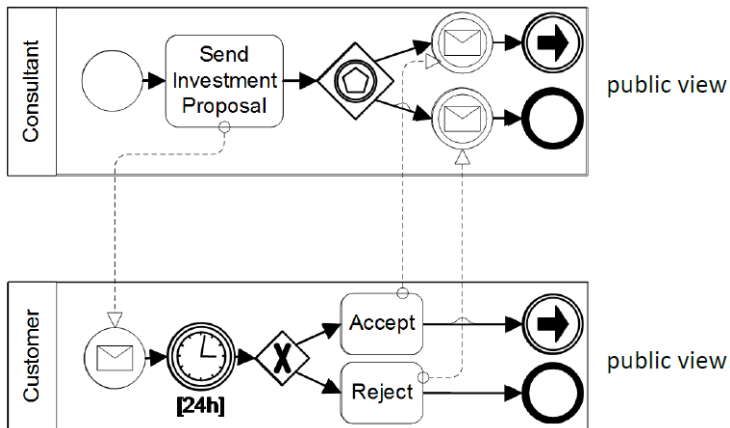 Consultant
Send
Investment
Proposal
public view
Customer
[24h]
X
Accept
Reject
public view